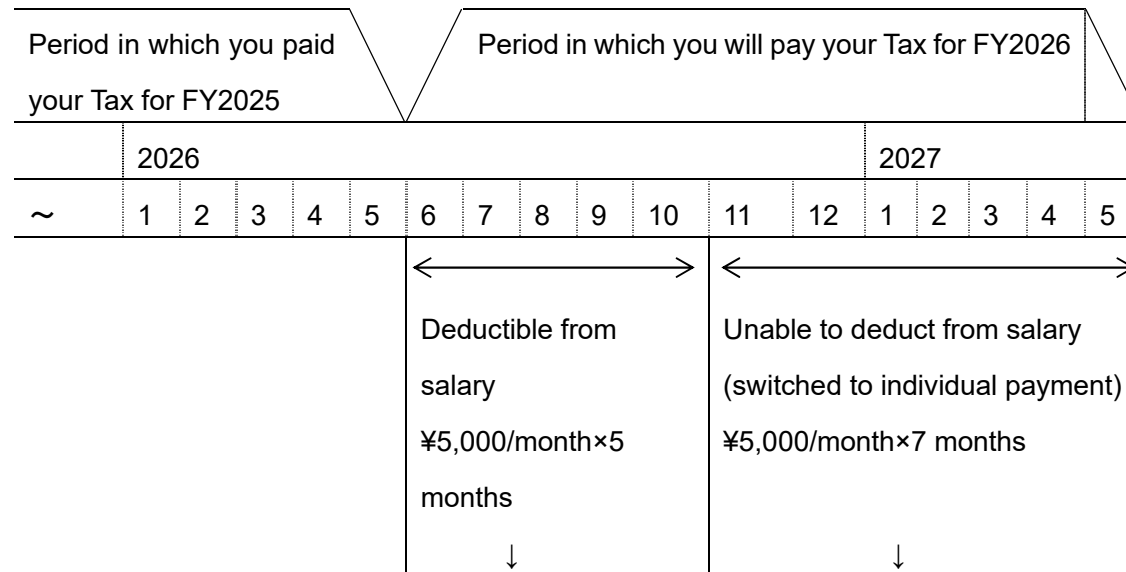 Period in which you paid
your Tax for FY2025
Period in which you will pay your Tax for FY2026
2026
2027
～ 1 2 3 4 5 6 7 8 9 10 11 12 1 2 3 4 5
Deductible from
salary
¥5,000/month×5
months
↓
Unable to deduct from salary
(switched to individual payment)
¥5,000/month×7 months
↓